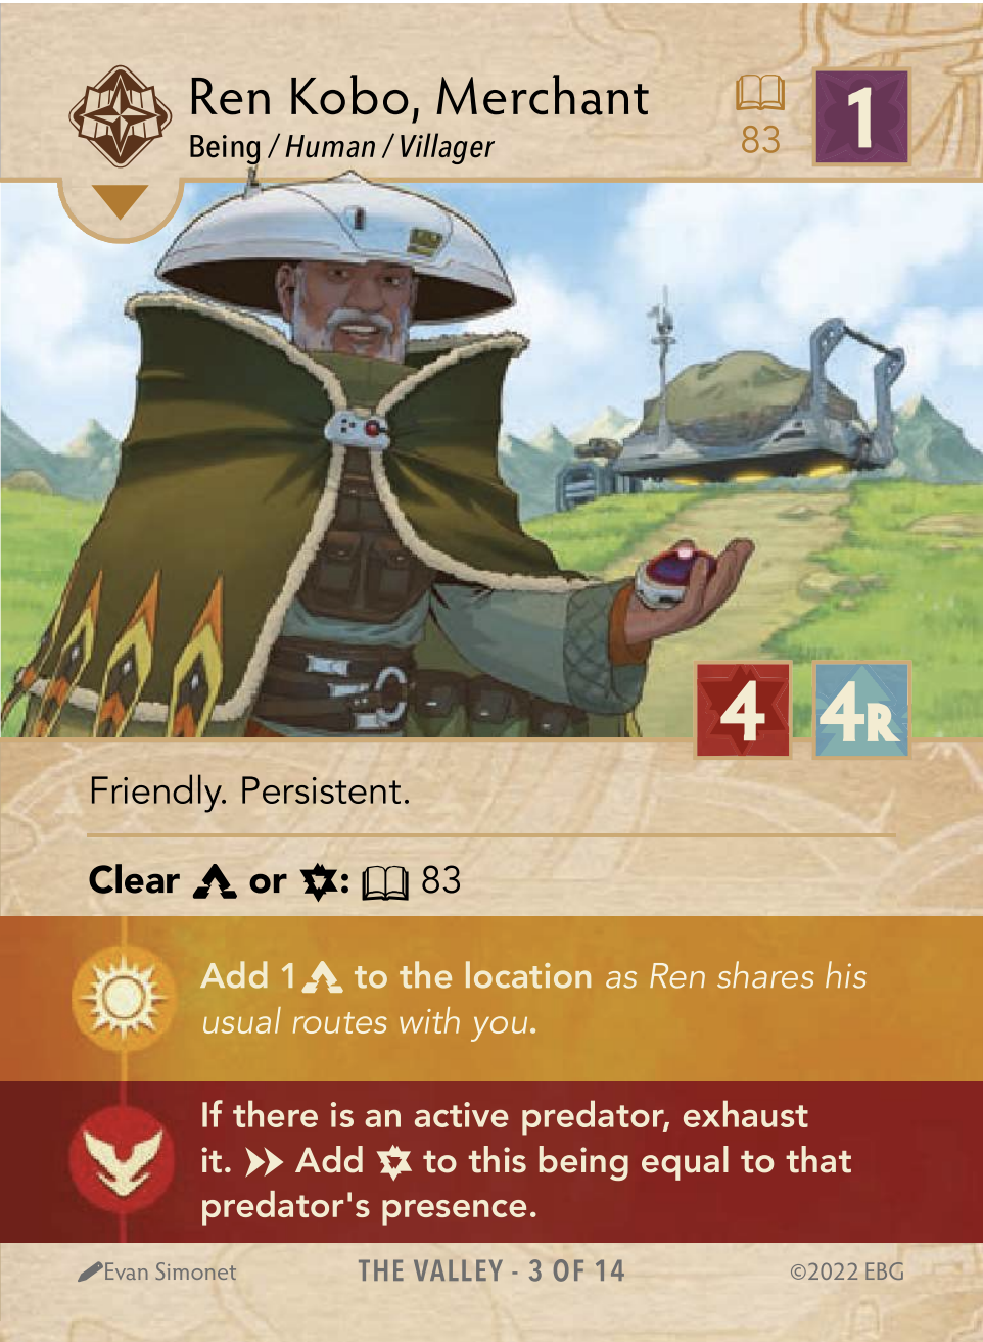 Ren Kobo, Merchant
Being / Human / Villager
83
1
4
4R
Friendly. Persistent.
Clear or : 83
Add 1 to the location as Ren shares his
usual routes with you.
If there is an active predator, exhaust
it. Add to this being equal to that
predator's presence.
Evan Simonet
THE VALLEY - 3 OF 14
©2022 EBG